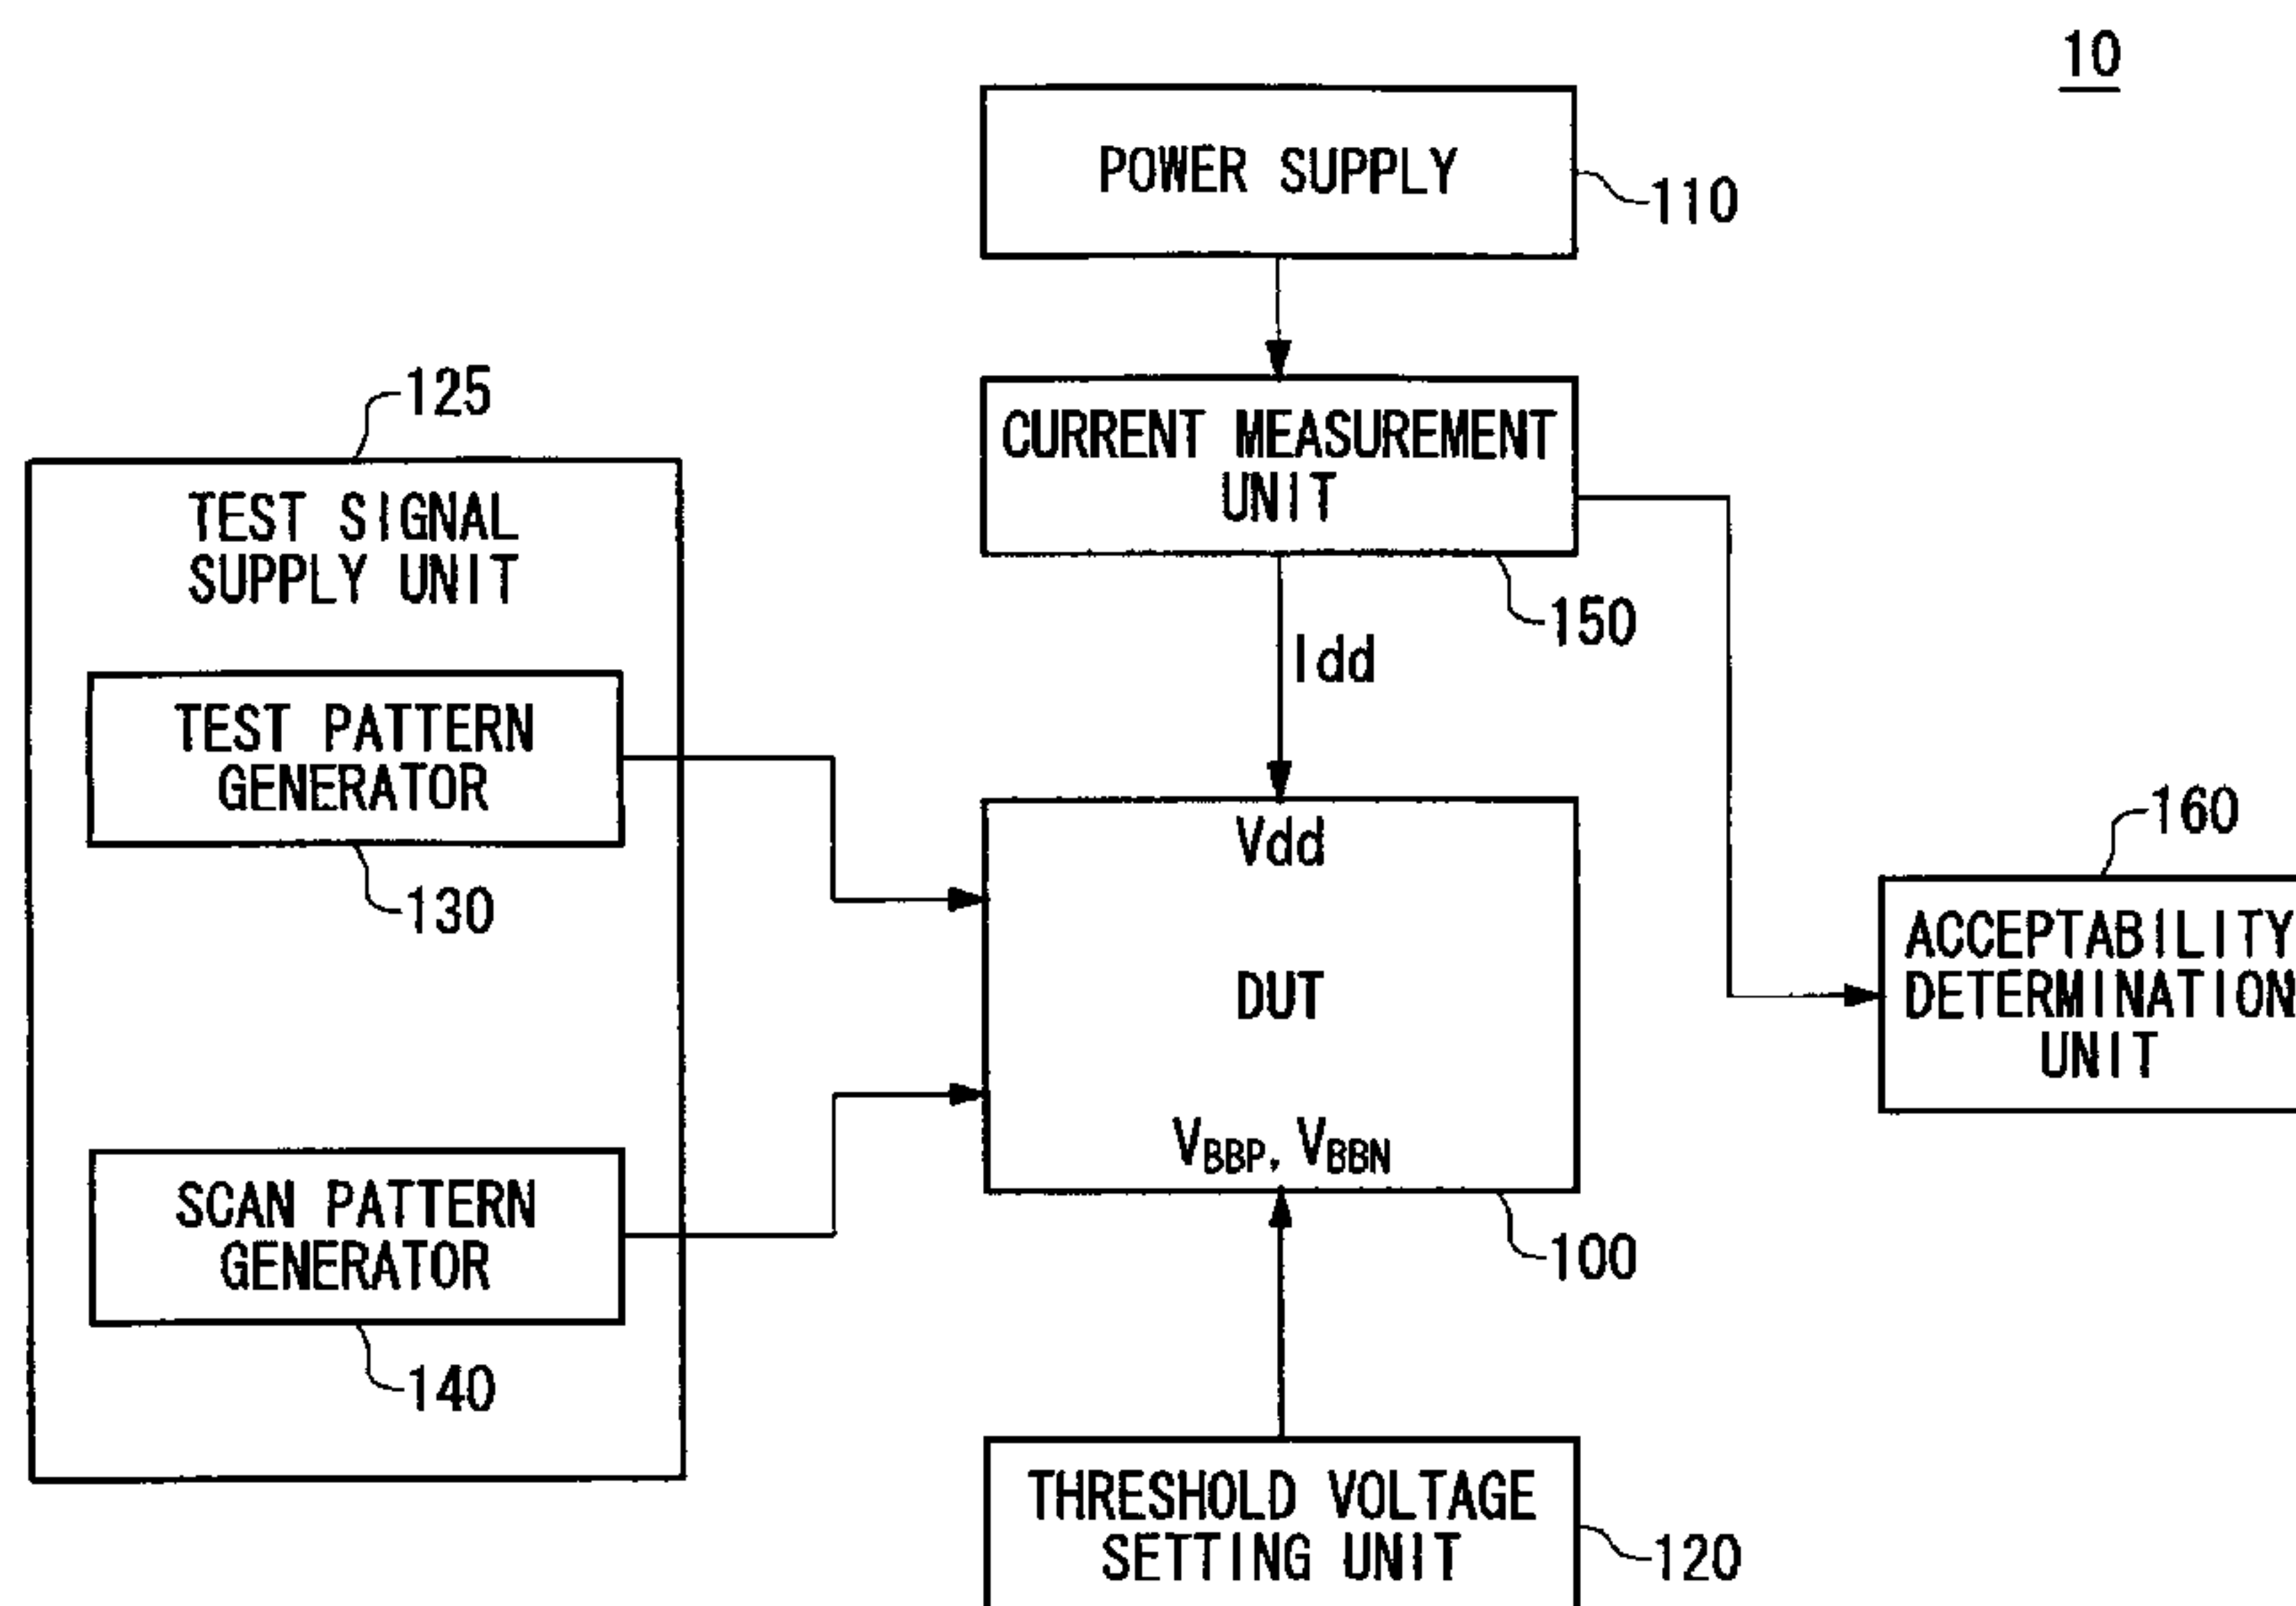 10
POWER SUPPLY
110
125
CURRENT MEASUREMENT
UNIT
150
TEST SIGNAL
SUPPLY UNIT
Idd
TEST PATTERN
GENERATOR
130
Vdd
DUT
VBBP, VBBN
100
160
ACCEPTABILITY
DETERMINATION
UNIT
SCAN PATTERN
GENERATOR
140
THRESHOLD VOLTAGE
SETTING UNIT
120